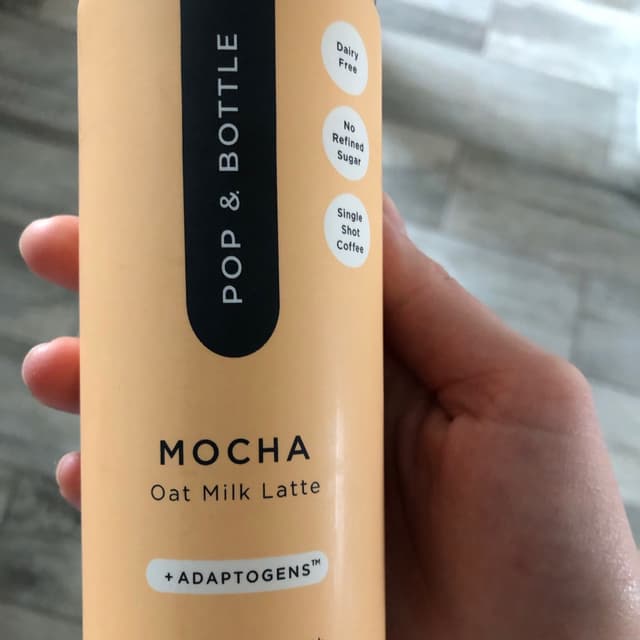 POP & BOTTLE
Dairy
Free
No
Refined
Sugar
Single
Shot
Coffee
MOCHA
Oat Milk Latte
+ADAPTOGENS™